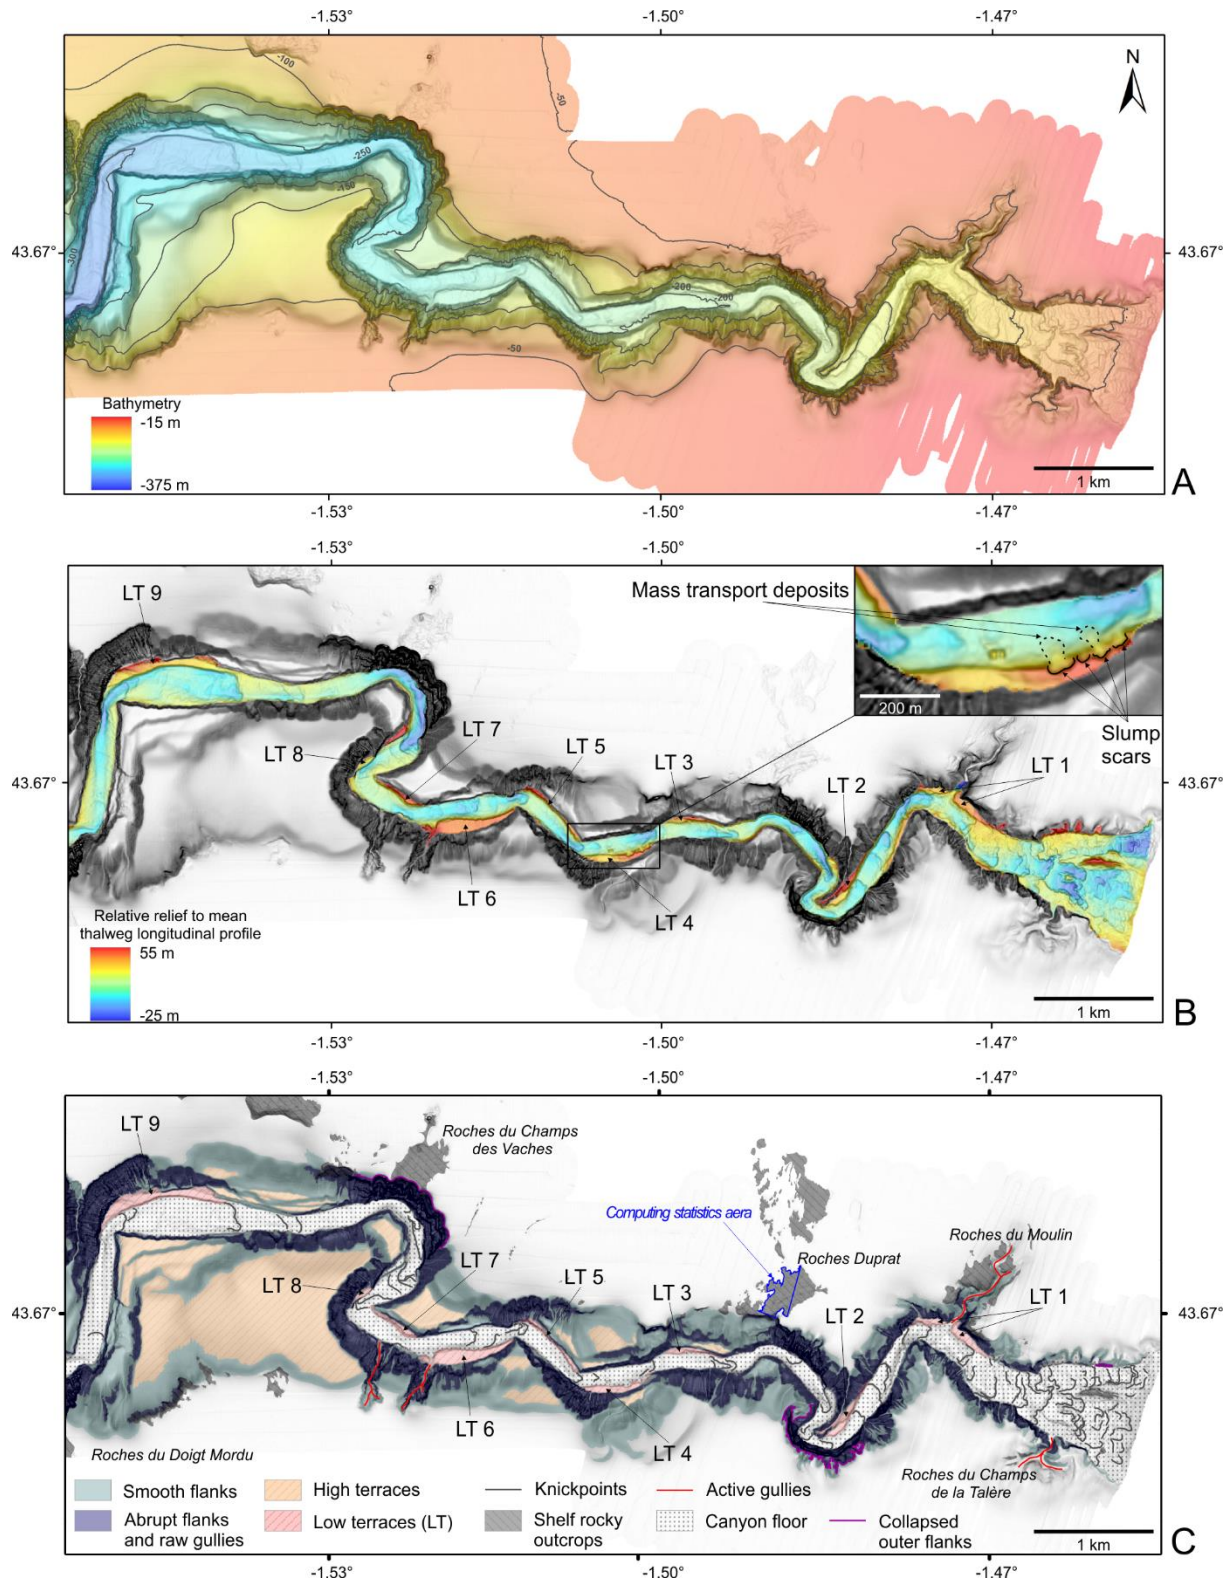 -1.53°
-1.50°
-1.47°
N
-100
-50
-250
-150
43.67°
43.67°
-300
-200
-200
-50
Bathymetry
-15 m
-375 m
1 km
A
-1.53°
-1.50°
-1.47°
-1.53°
-1.50°
-1.47°
LT 9
Mass transport deposits
200 m
Slump
scars
LT 7
LT 8
LT 5
LT 3
LT 2
LT 1
43.67°
43.67°
LT 6
LT 4
Relative relief to mean
thalweg longitudinal profile
55 m
-25 m
1 km
B
-1.53°
-1.50°
-1.47°
-1.53°
-1.50°
-1.47°
LT 9
Roches du Champs
des Vaches
Computing statistics aera
Roches du Moulin
Roches Duprat
LT 7
LT 8
LT 5
LT 3
LT 2
LT 1
43.67°
43.67°
LT 6
LT 4
Roches du Doigt Mordu
Roches du Champs
de la Talère
Smooth flanks
High terraces
Knickpoints
Active gullies
Abrupt flanks
and raw gullies
Low terraces (LT)
Shelf rocky
outcrops
Canyon floor
Collapsed
outer flanks
1 km
C
-1.53°
-1.50°
-1.47°